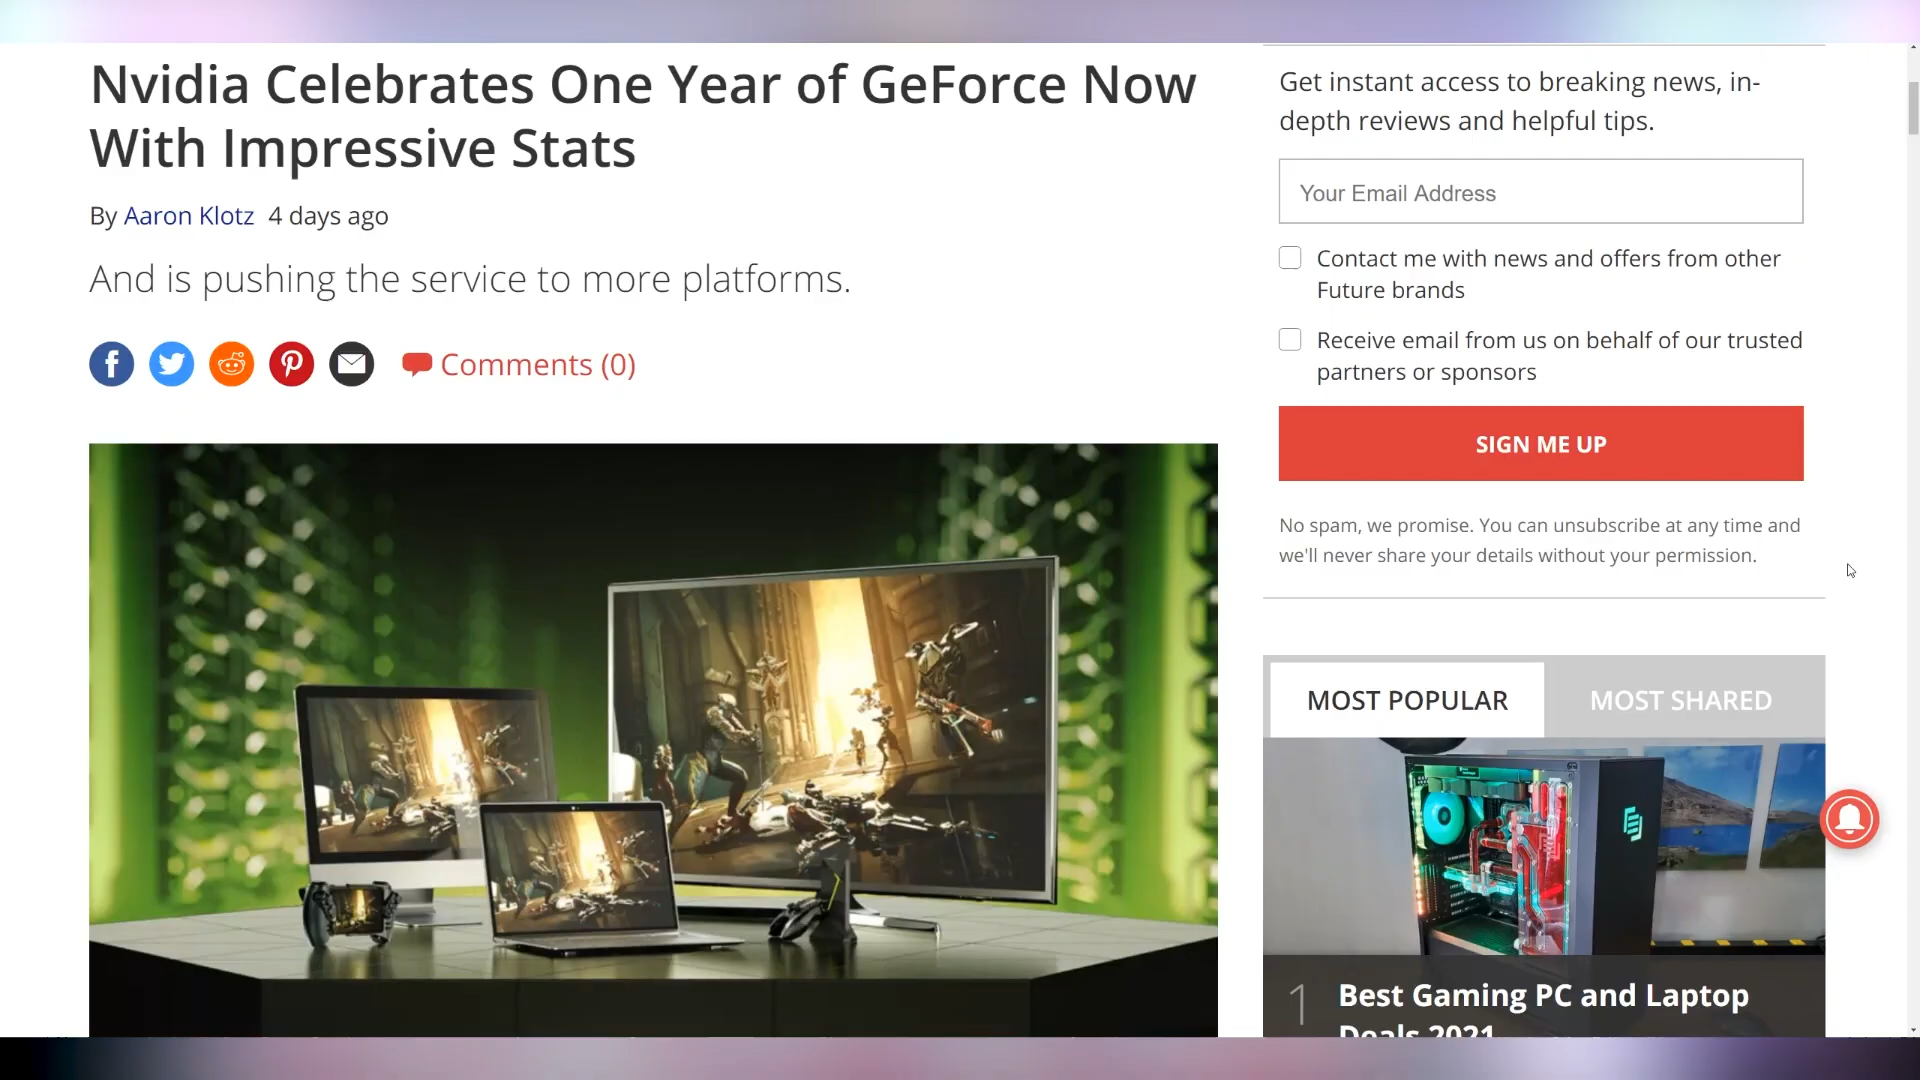 Nvidia Celebrates One Year of GeForce Now
With Impressive Stats
By Aaron Klotz 4 days ago
And is pushing the service to more platforms.
Comments (0)
Get instant access to breaking news, in-
depth reviews and helpful tips.
Your Email Address
Contact me with news and offers from other
Future brands
Receive email from us on behalf of our trusted
partners or sponsors
SIGN ME UP
No spam, we promise. You can unsubscribe at any time and
we'll never share your details without your permission.
MOST POPULAR
MOST SHARED
1
Best Gaming PC and Laptop
Deals 2021